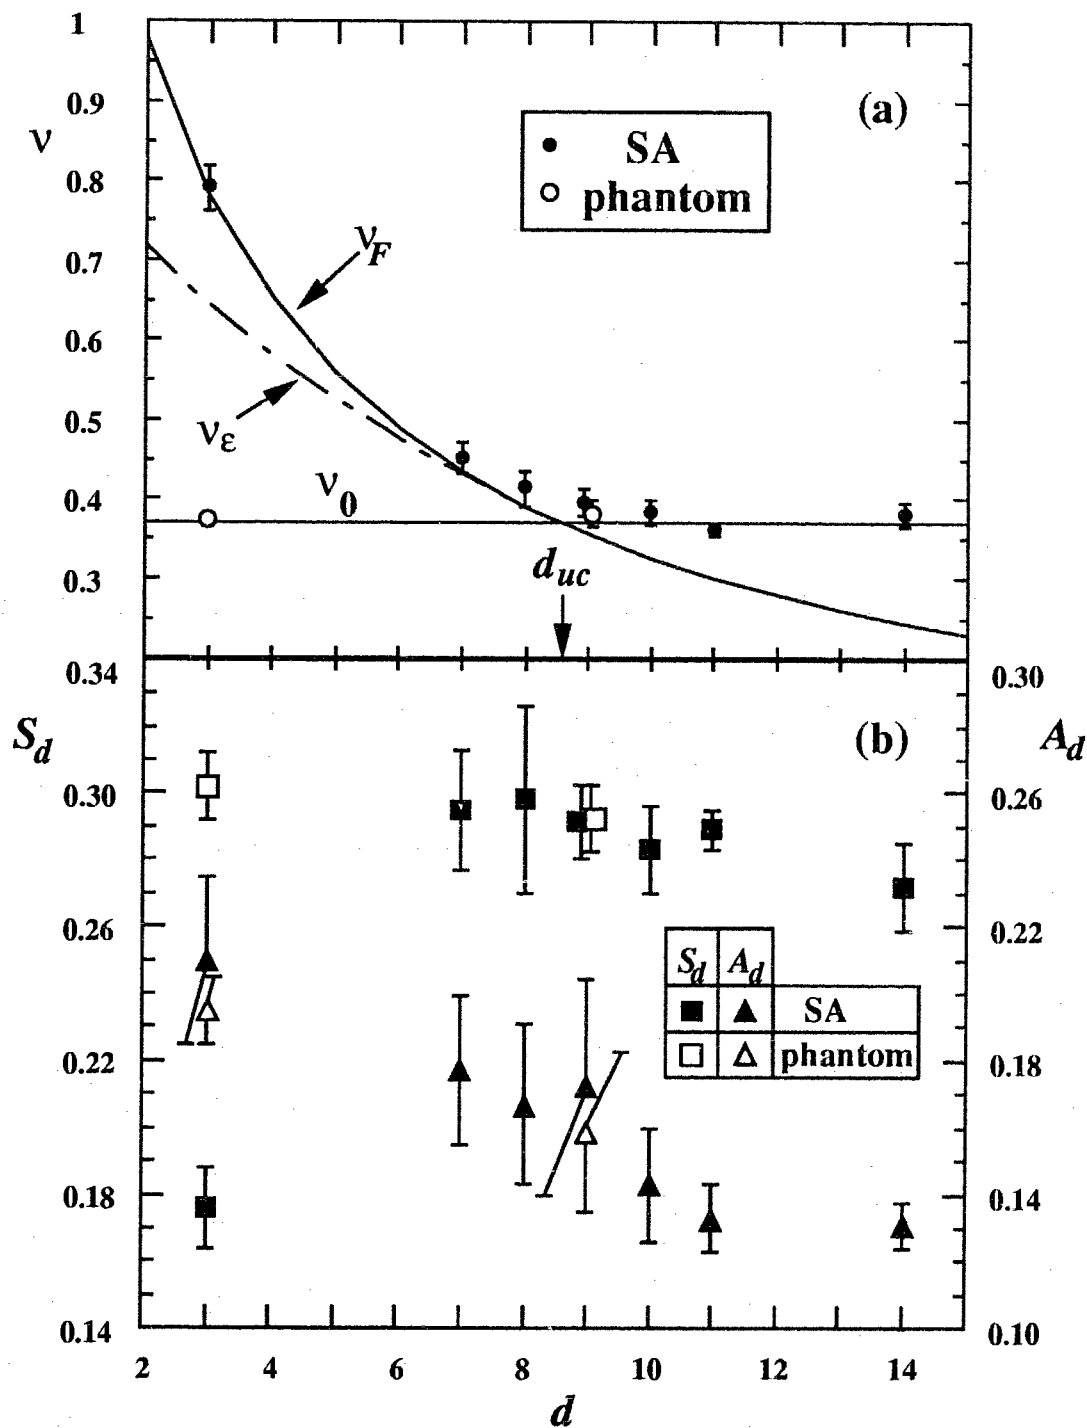 1
0.9
(a)
ν
SA
phantom
0.8
0.7
ν_F
0.6
0.5
ν_ε
ν_0
0.4
0.3
d_uc
0.34
0.30
S_d
(b)
A_d
0.30
0.26
0.26
0.22
S_d A_d
SA
phantom
0.22
0.18
0.18
0.14
0.14
0.10
2 4 6 8 10 12 14
d